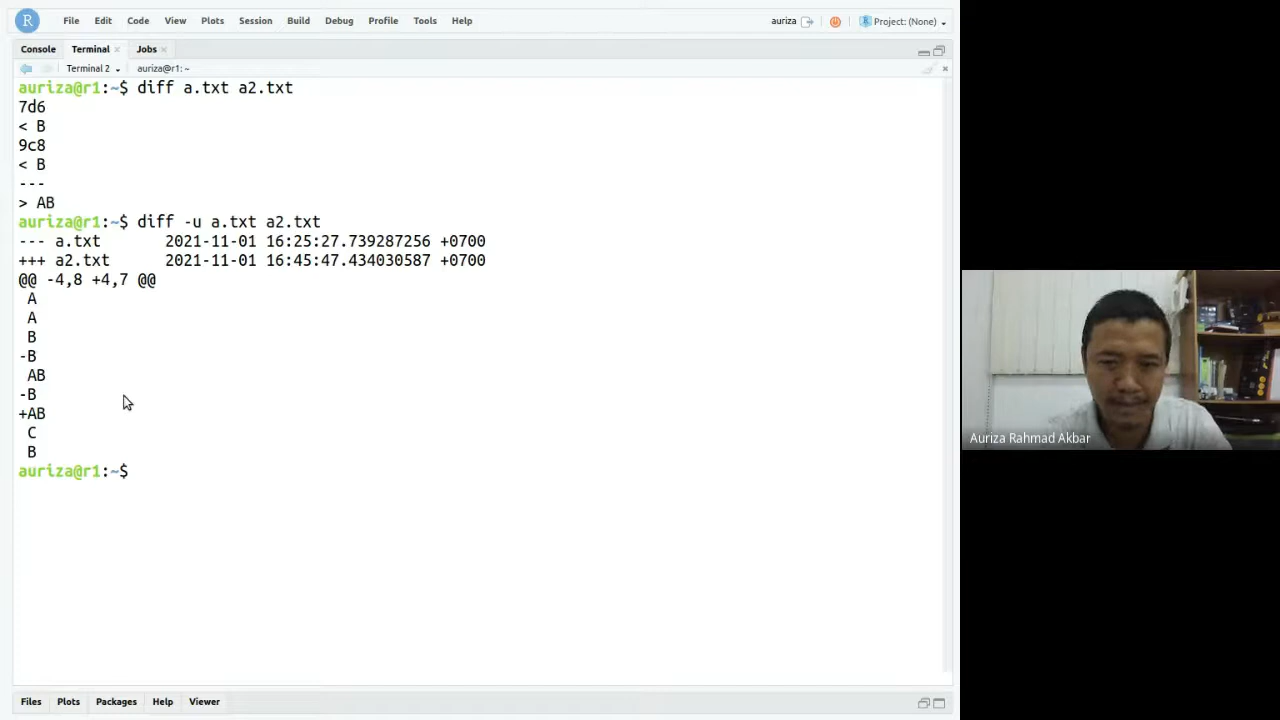 R
File Edit Code View Plots Session Build Debug Profile Tools Help
auriza
R Project: (None)
Console Terminal Jobs
Terminal 2 auriza@r1: ~
auriza@r1:~$ diff a.txt a2.txt
7d6
< B
9c8
< B
---
> AB
auriza@r1:~$ diff -u a.txt a2.txt
--- a.txt 2021-11-01 16:25:27.739287256 +0700
+++ a2.txt 2021-11-01 16:45:47.434030587 +0700
@@ -4,8 +4,7 @@
A
A
B
-B
AB
-B
+AB
C
B
auriza@r1:~$
Files Plots Packages Help Viewer
Auriza Rahmad Akbar